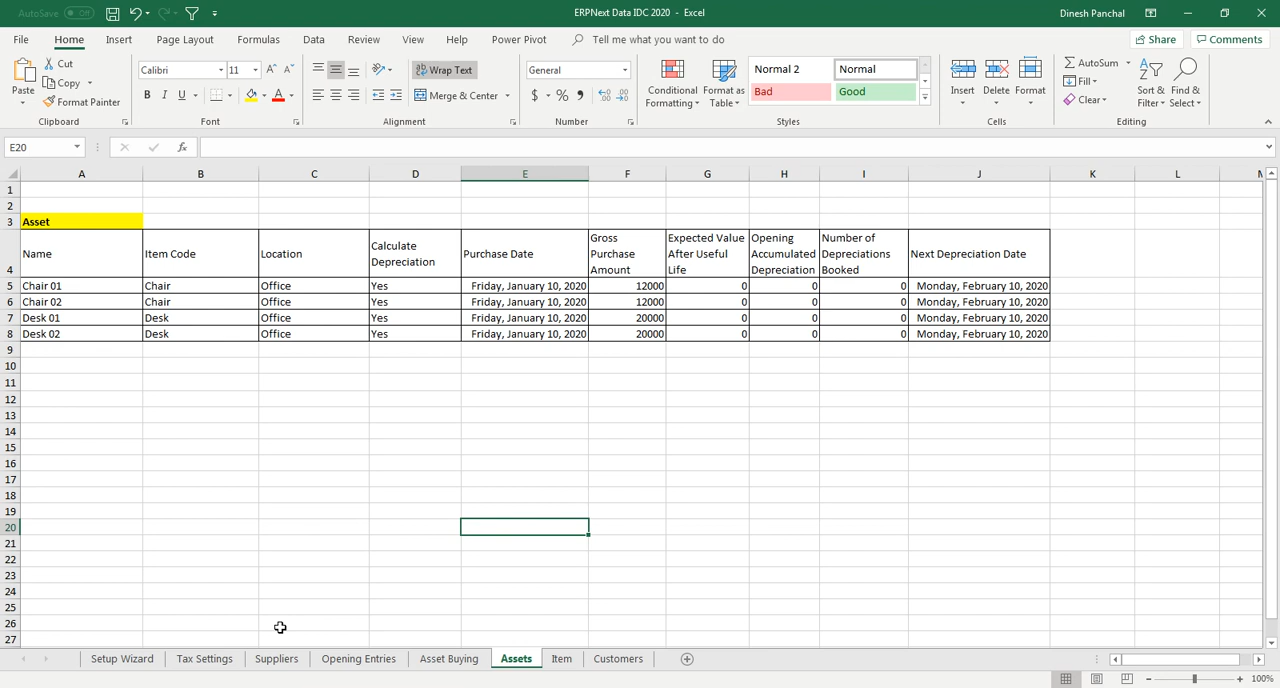 AutoSave Off ERPNext Data IDC 2020 - Excel Dinesh Panchal
File Home Insert Page Layout Formulas Data Review View Help Power Pivot Tell me what you want to do Share Comments
Paste Cut Copy Format Painter Clipboard
Calibri 11 B I U Font
Wrap Text Merge & Center Alignment
General $ % Number
Conditional Formatting Format as Table Normal 2 Normal Bad Good Styles
Insert Delete Format Cells
AutoSum Fill Clear Sort & Filter Find & Select Editing
E20 fx
A B C D E F G H I J K L M
1
2
3 Asset
4 Name Item Code Location Calculate Depreciation Purchase Date Gross Purchase Amount Expected Value After Useful Life Opening Accumulated Depreciation Number of Depreciations Booked Next Depreciation Date
5 Chair 01 Chair Office Yes Friday, January 10, 2020 12000 0 0 0 Monday, February 10, 2020
6 Chair 02 Chair Office Yes Friday, January 10, 2020 12000 0 0 0 Monday, February 10, 2020
7 Desk 01 Desk Office Yes Friday, January 10, 2020 20000 0 0 0 Monday, February 10, 2020
8 Desk 02 Desk Office Yes Friday, January 10, 2020 20000 0 0 0 Monday, February 10, 2020
9
10
11
12
13
14
15
16
17
18
19
20
21
22
23
24
25
26
27
Setup Wizard Tax Settings Suppliers Opening Entries Asset Buying Assets Item Customers
100%